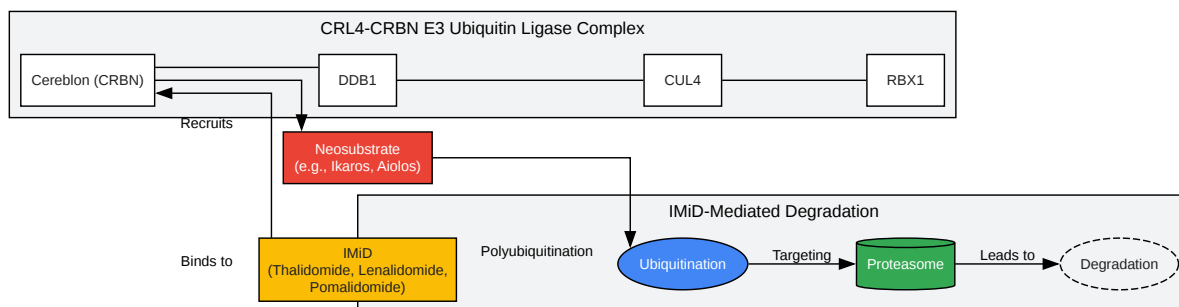 CRL4-CRBN E3 Ubiquitin Ligase Complex
Cereblon (CRBN)
DDB1
CUL4
RBX1
Recruits
Neosubstrate
(e.g., Ikaros, Aiolos)
IMiD-Mediated Degradation
Binds to
IMiD
(Thalidomide, Lenalidomide,
Pomalidomide)
Polyubiquitination
Ubiquitination
Targeting
Proteasome
Leads to
Degradation